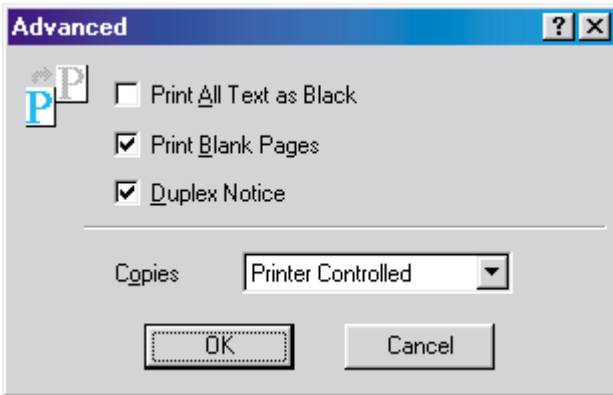 Advanced
Print All Text as Black
Print Blank Pages
Duplex Notice
Copies Printer Controlled
OK Cancel